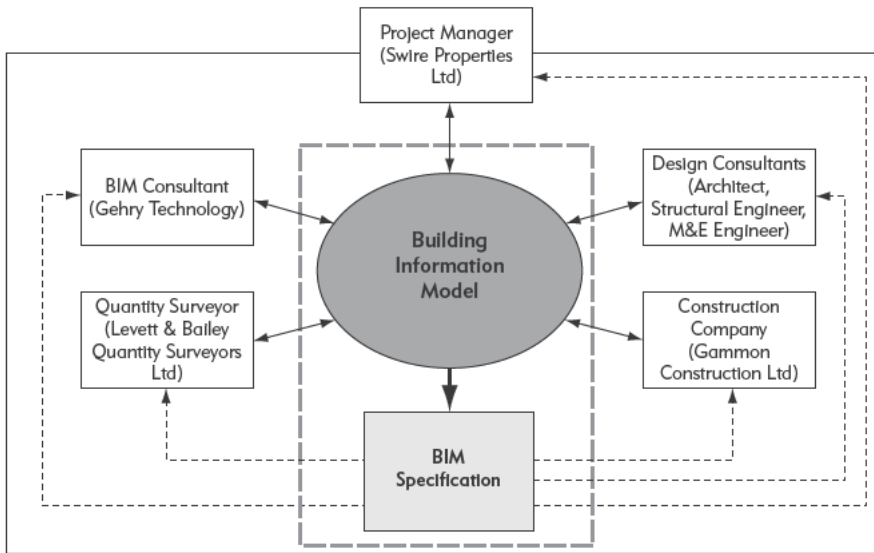 Project Manager
(Swire Properties
Ltd)
BIM Consultant
(Gehry Technology)
Design Consultants
(Architect,
Structural Engineer,
M&E Engineer)
Building
Information
Model
Quantity Surveyor
(Levett & Bailey
Quantity Surveyors
Ltd)
Construction
Company
(Gammon
Construction Ltd)
BIM
Specification